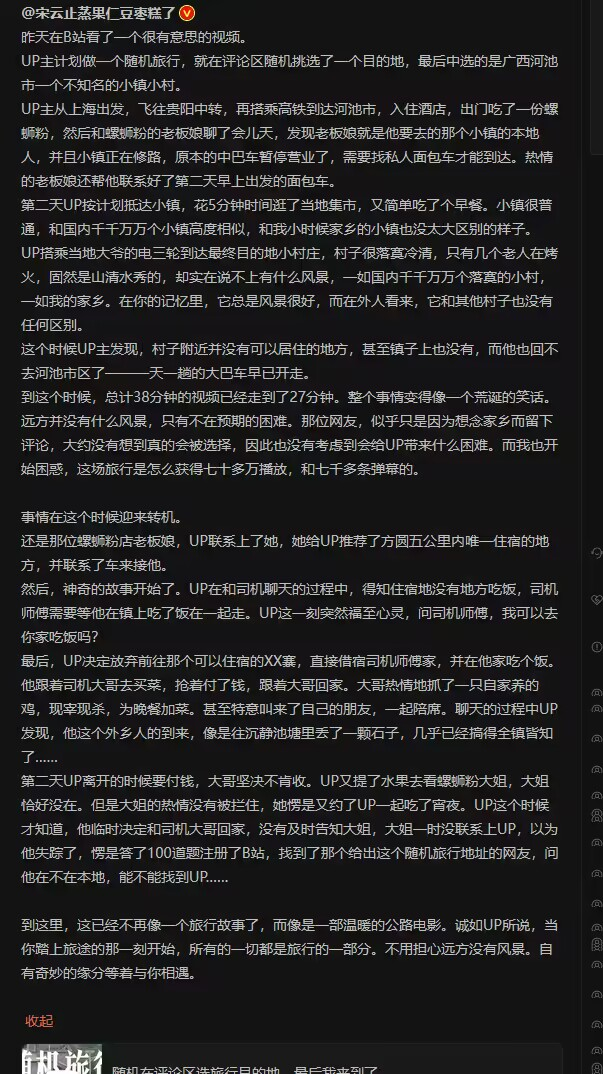 @宋云止蒸果仁豆枣糕了
昨天在B站看了一个很有意思的视频。
UP主计划做一个随机旅行，就在评论区随机挑选了一个目的地，最后中选的是广西河池
市一个不知名的小镇小村。
UP主从上海出发，飞往贵阳中转，再搭乘高铁到达河池市，入住酒店，出门吃了一份螺
蛳粉，然后和螺蛳粉的老板娘聊了会儿天，发现老板娘就是他要去的那个小镇的本地
人，并且小镇正在修路，原本的中巴车暂停营业了，需要找私人面包车才能到达。热情
的老板娘还帮他联系好了第二天早上出发的面包车。
第二天UP按计划抵达小镇，花5分钟时间逛了当地集市，又简单吃了个早餐。小镇很普
通，和国内千千万万个小镇高度相似，和我小时候家乡的小镇也没太大区别的样子。
UP搭乘当地大爷的电三轮到达最终目的地小村庄，村子很落寞冷清，只有几个老人在烤
火，固然是山清水秀的，却实在说不上有什么风景，一如国内千千万万个落寞的小村，
一如我的家乡。在你的记忆里，它总是风景很好，而在外人看来，它和其他村子也没有
任何区别。
这个时候UP主发现，村子附近并没有可以居住的地方，甚至镇子上也没有，而他也回不
去河池市区了———一天一趟的大巴车早已开走。
到这个时候，总计38分钟的视频已经走到了27分钟。整个事情变得像一个荒诞的笑话。
远方并没有什么风景，只有不在预期的困难。那位网友，似乎只是因为想念家乡而留下
评论，大约没有想到真的会被选择，因此也没有考虑到会给UP带来什么困难。而我也开
始困惑，这场旅行是怎么获得七十多万播放，和七千多条弹幕的。
事情在这个时候迎来转机。
还是那位螺蛳粉店老板娘，UP联系上了她，她给UP推荐了方圆五公里内唯一住宿的地
方，并联系了车来接他。
然后，神奇的故事开始了。UP在和司机聊天的过程中，得知住宿地没有地方吃饭，司机
师傅需要等他在镇上吃了饭在一起走。UP这一刻突然福至心灵，问司机师傅，我可以去
你家吃饭吗？
最后，UP决定放弃前往那个可以住宿的XX寨，直接借宿司机师傅家，并在他家吃个饭。
他跟着司机大哥去买菜，抢着付了钱，跟着大哥回家。大哥热情地抓了一只自家养的
鸡，现宰现杀，为晚餐加菜。甚至特意叫来了自己的朋友，一起陪席。聊天的过程中UP
发现，他这个外乡人的到来，像是往沉静池塘里丢了一颗石子，几乎已经搞得全镇皆知
了......
第二天UP离开的时候要付钱，大哥坚决不肯收。UP又提了水果去看螺蛳粉大姐，大姐
恰好没在。但是大姐的热情没有被拦住，她愣是又约了UP一起吃了宵夜。UP这个时候
才知道，他临时决定和司机大哥回家，没有及时告知大姐，大姐一时没联系上UP，以为
他失踪了，愣是答了100道题注册了B站，找到了那个给出这个随机旅行地址的网友，问
他在不在本地，能不能找到UP......
到这里，这已经不再像一个旅行故事了，而像是一部温暖的公路电影。诚如UP所说，当
你踏上旅途的那一刻开始，所有的一切都是旅行的一部分。不用担心远方没有风景。自
有奇妙的缘分等着与你相遇。
收起
随机旅行
随机在评论区选旅行目的地，最后我来到了